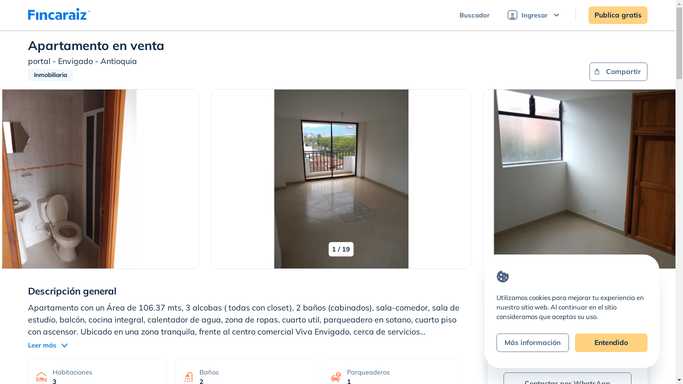 Fincaraiz
Buscador
Ingresar
Publica gratis
Apartamento en venta
portal - Envigado - Antioquia
Inmobiliaria
Compartir
1 / 19
Descripción general
Apartamento con un Área de 106.37 mts, 3 alcobas ( todas con closet), 2 baños (cabinados), sala-comedor, sala de
estudio, balcón, cocina integral, calentador de agua, zona de ropas, cuarto util, parqueadero en sotano, cuarto piso
con ascensor. Ubicado en una zona tranquila, frente al centro comercial Viva Envigado, cerca de servicios...
Leer más
Habitaciones
3
Baños
2
Parqueaderos
1
Utilizamos cookies para mejorar tu experiencia en
nuestro sitio web. Al continuar en el sitio
consideramos que aceptas su uso.
Más información
Entendido
Contactar por WhatsApp